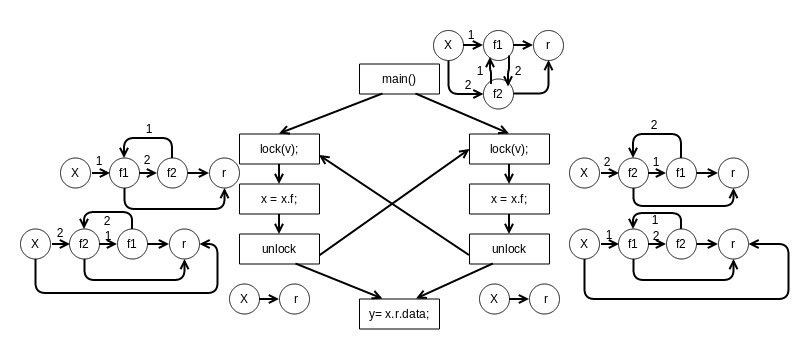 X 1 f1 r
1 2
2 f2
main()
lock(v);
x = x.f;
unlock
lock(v);
x = x.f;
unlock
y= x.r.data;
1
X 1 f1 2 f2 r
2
X 2 f2 1 f1 r
X r
2
X 2 f2 1 f1 r
1
X 1 f1 2 f2 r
X r